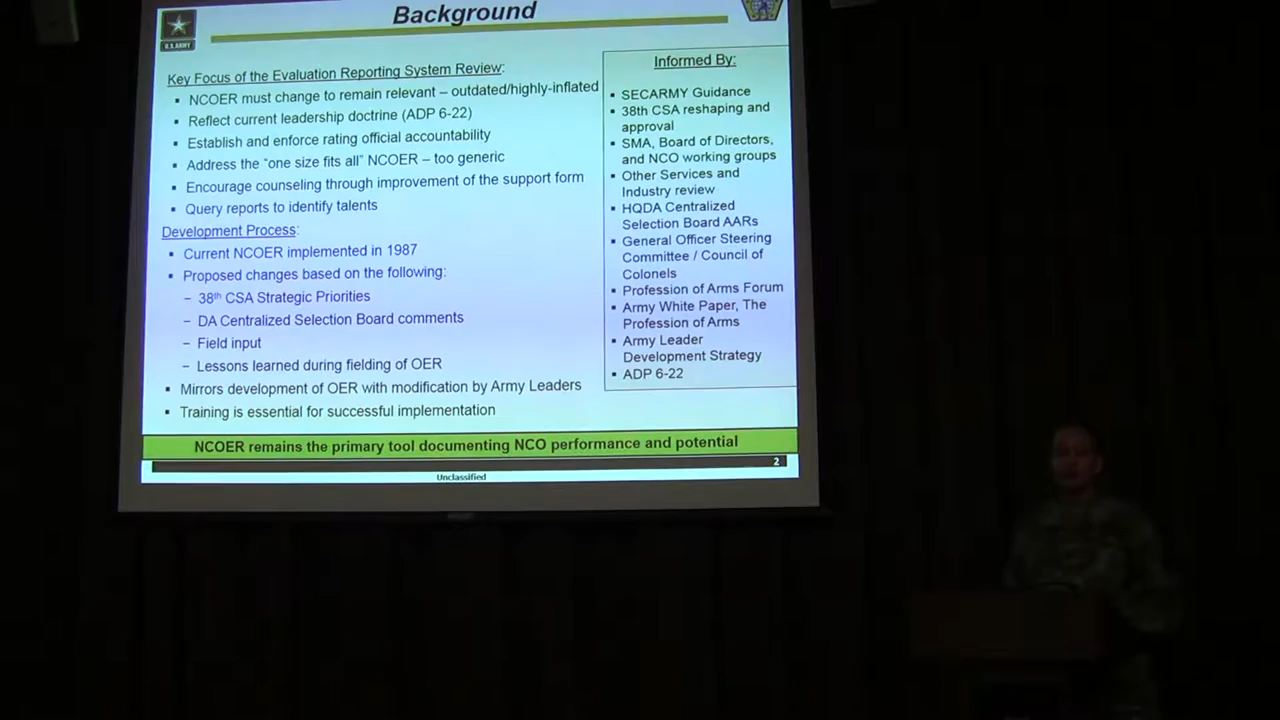 Background
U.S.ARMY
Key Focus of the Evaluation Reporting System Review:
▪ NCOER must change to remain relevant – outdated/highly-inflated
▪ Reflect current leadership doctrine (ADP 6-22)
▪ Establish and enforce rating official accountability
▪ Address the “one size fits all” NCOER – too generic
▪ Encourage counseling through improvement of the support form
▪ Query reports to identify talents
Development Process:
▪ Current NCOER implemented in 1987
▪ Proposed changes based on the following:
– 38th CSA Strategic Priorities
– DA Centralized Selection Board comments
– Field input
– Lessons learned during fielding of OER
▪ Mirrors development of OER with modification by Army Leaders
▪ Training is essential for successful implementation
Informed By:
▪ SECARMY Guidance
▪ 38th CSA reshaping and
approval
▪ SMA, Board of Directors,
and NCO working groups
▪ Other Services and
Industry review
▪ HQDA Centralized
Selection Board AARs
▪ General Officer Steering
Committee / Council of
Colonels
▪ Profession of Arms Forum
▪ Army White Paper, The
Profession of Arms
▪ Army Leader
Development Strategy
▪ ADP 6-22
NCOER remains the primary tool documenting NCO performance and potential
2
Unclassified